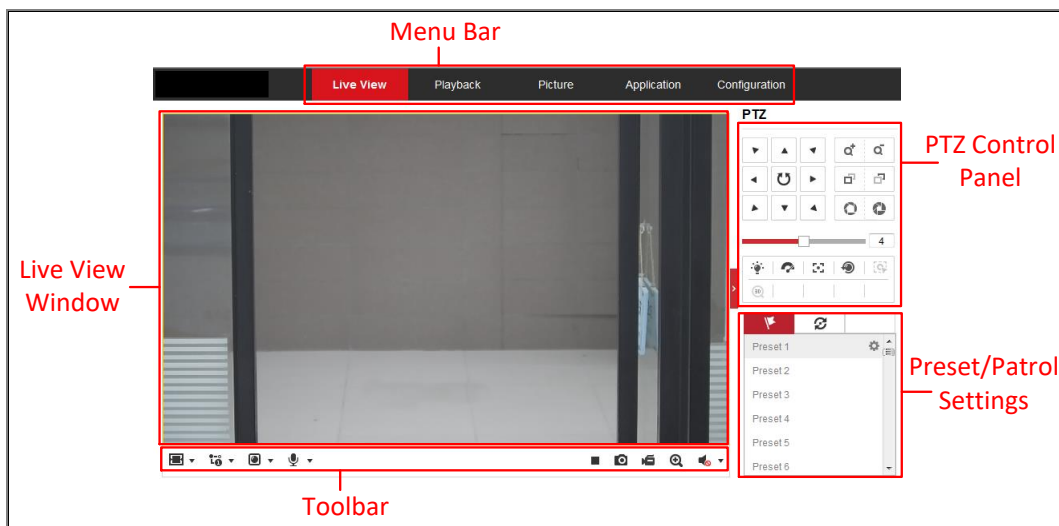 Menu Bar
Live View
Playback
Picture
Application
Configuration
PTZ
PTZ Control
Panel
4
Live View
Window
3D
Preset 1
Preset 2
Preset 3
Preset 4
Preset 5
Preset 6
Preset/Patrol
Settings
Toolbar